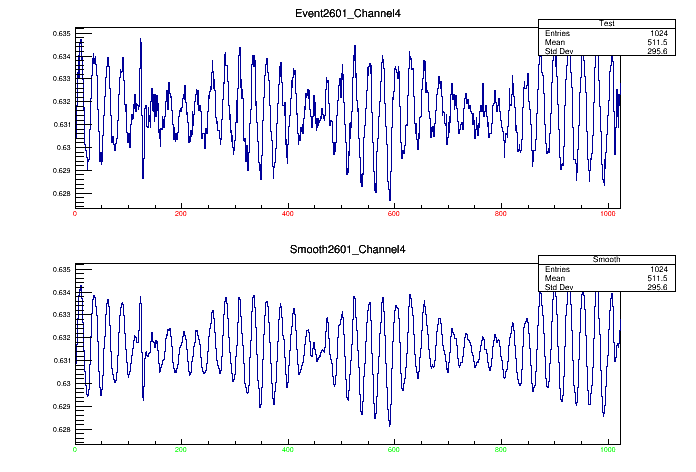 Event2601_Channel4
Test
Entries 1024
Mean 511.5
Std Dev 295.6
0.635
0.634
0.633
0.632
0.631
0.63
0.629
0.628
0 200 400 600 800 1000
Smooth2601_Channel4
Smooth
Entries 1024
Mean 511.5
Std Dev 295.6
0.635
0.634
0.633
0.632
0.631
0.63
0.629
0.628
0 200 400 600 800 1000